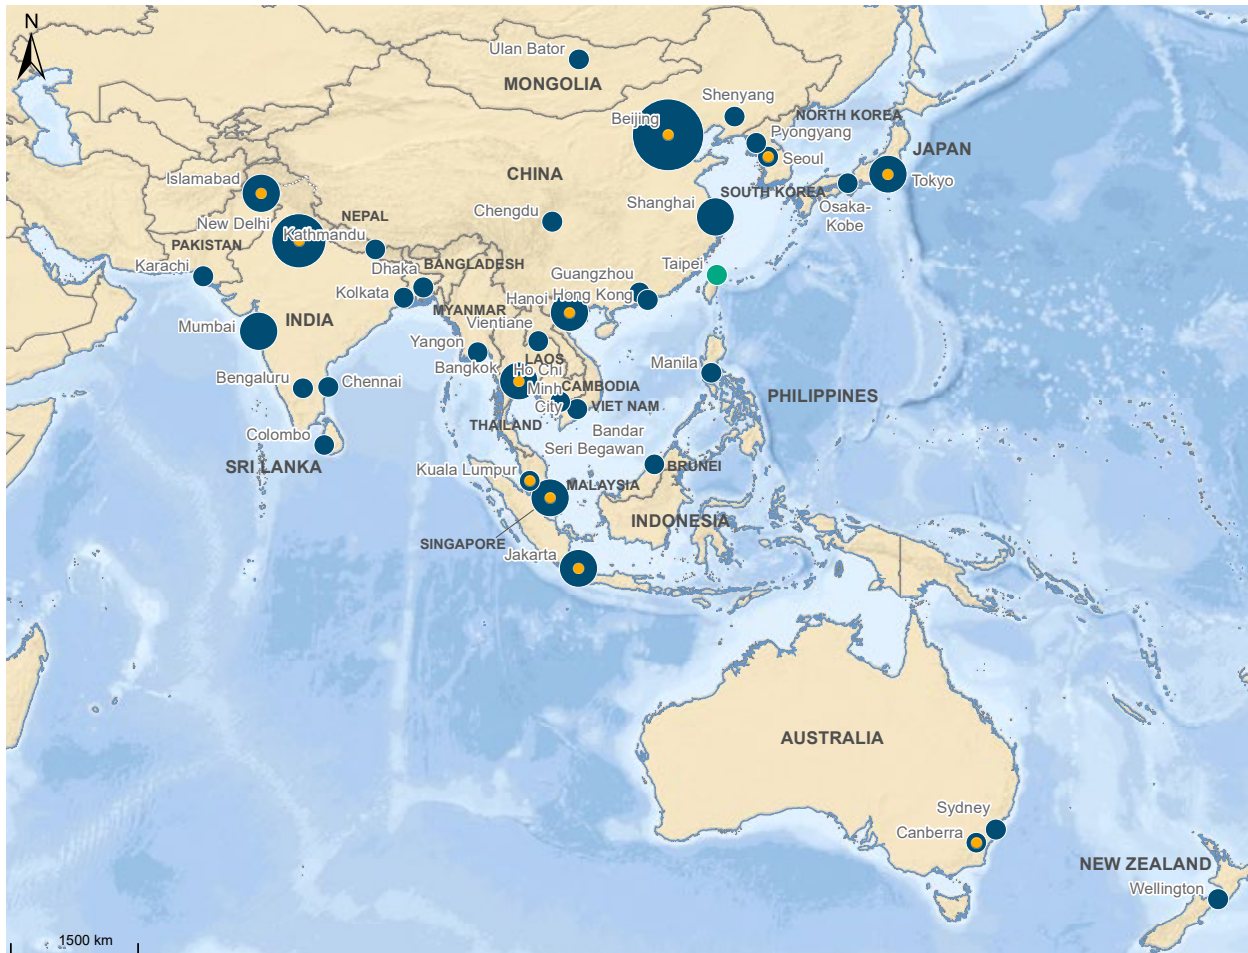 N
Ulan Bator
MONGOLIA
Shenyang
Beijing
NORTH KOREA
Pyongyang
JAPAN
Seoul
CHINA
Islamabad
Tokyo
SOUTH KOREA
Shanghai
Osaka-
Kobe
Chengdu
NEPAL
New Delhi
Kathmandu
PAKISTAN
Karachi
Dhaka
BANGLADESH
Taipei
Guangzhou
Kolkata
Hanoi
Hong Kong
MYANMAR
INDIA
Vientiane
Mumbai
Yangon
LAOS
Manila
Bangkok
Ho Chi
Minh
City
Bengaluru
Chennai
CAMBODIA
PHILIPPINES
VIET NAM
THAILAND
Bandar
Seri Begawan
Colombo
SRI LANKA
Kuala Lumpur
BRUNEI
MALAYSIA
INDONESIA
SINGAPORE
Jakarta
AUSTRALIA
Sydney
Canberra
NEW ZEALAND
Wellington
1500 km